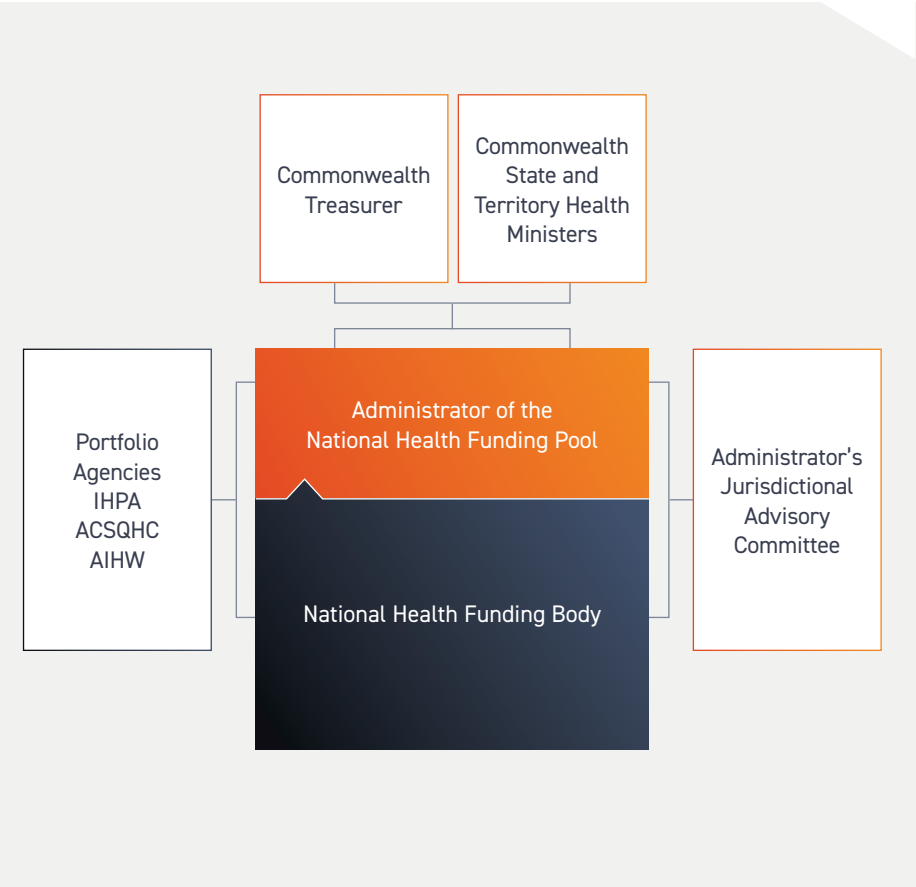 Commonwealth
Treasurer
Commonwealth
State and
Territory Health
Ministers
Portfolio
Agencies
IHPA
ACSQHC
AIHW
Administrator of the
National Health Funding Pool
National Health Funding Body
Administrator’s
Jurisdictional
Advisory
Committee